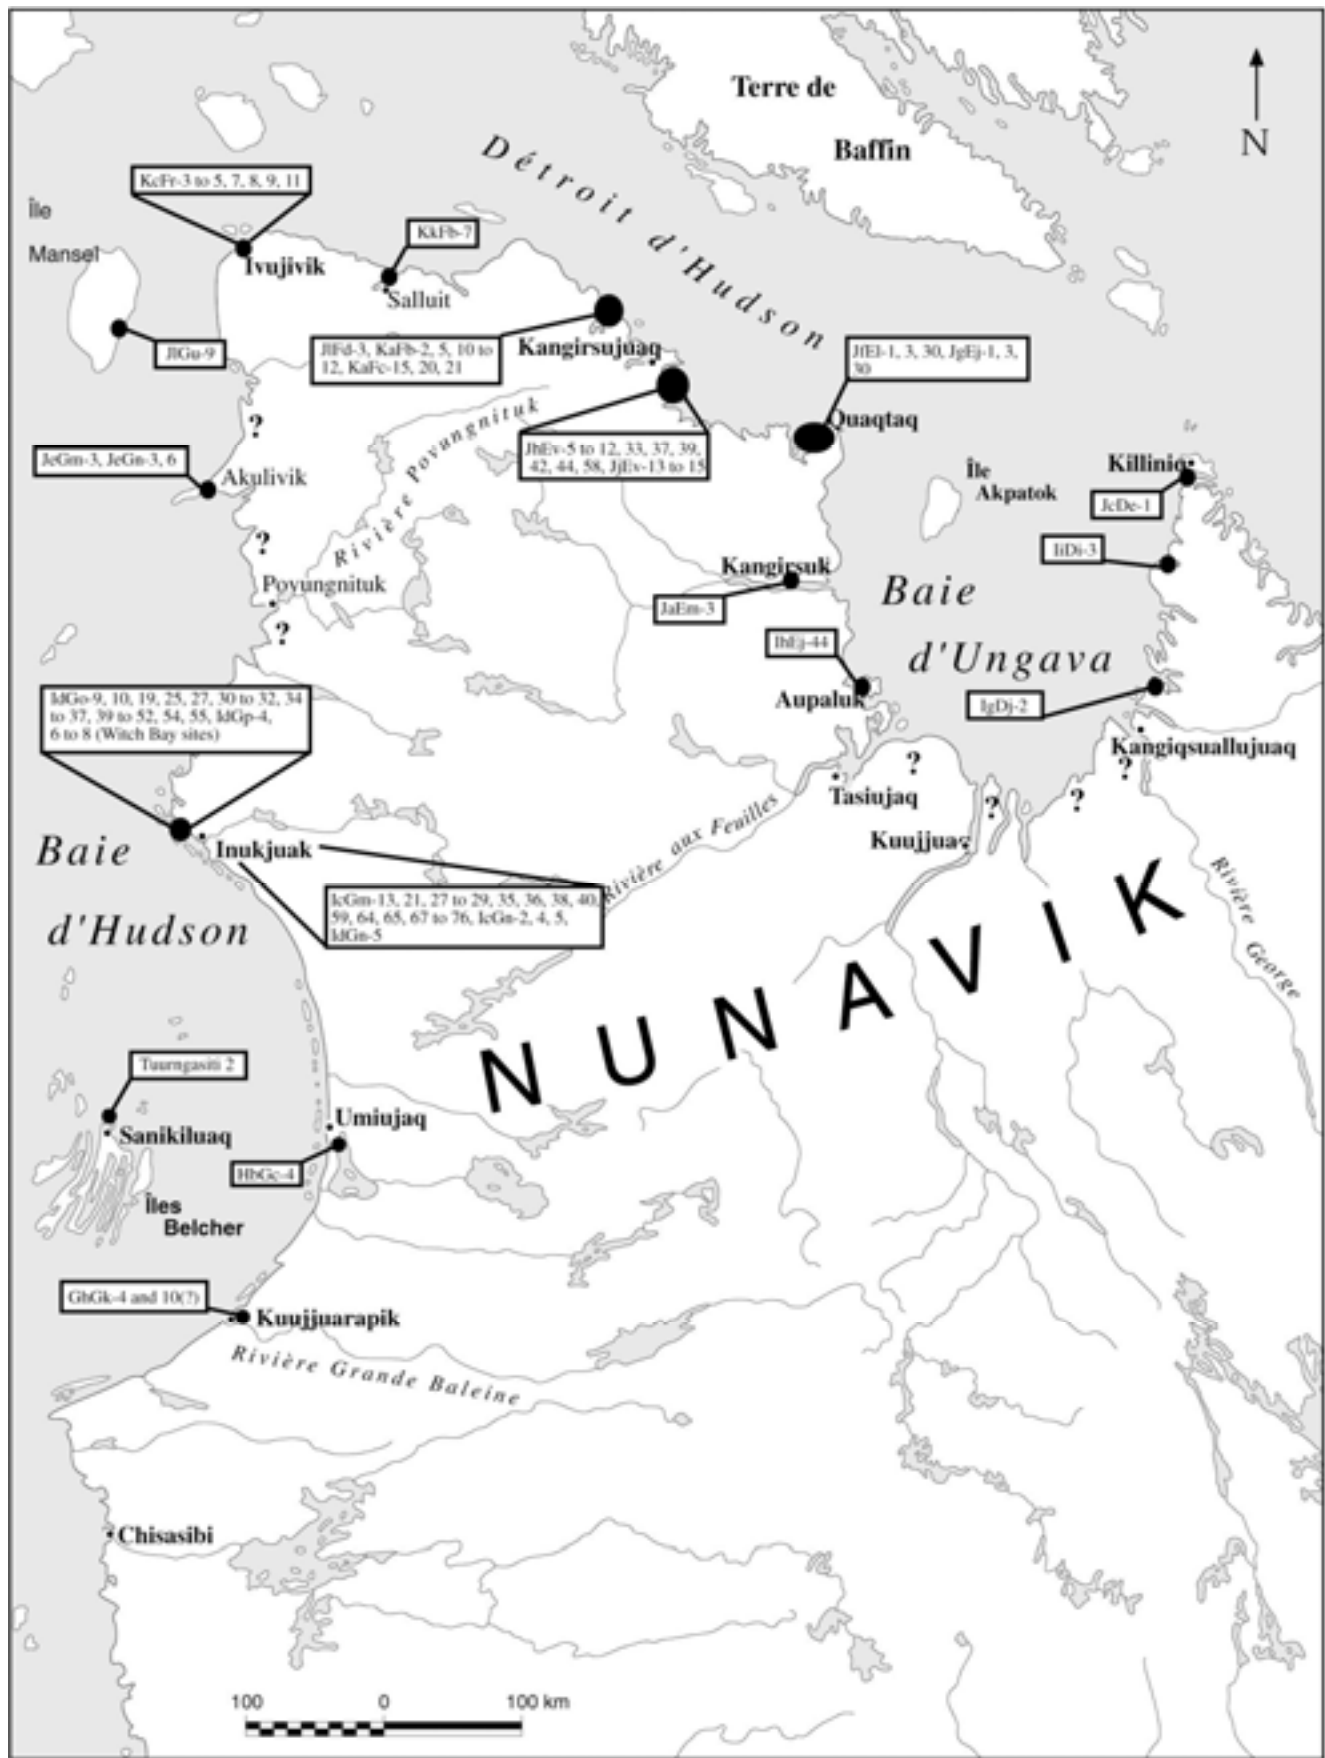 Terre de
Baffin
N
Détroit d'Hudson
KcFr-3 to 5, 7, 8, 9, 11
Île
Mansel
Ivujivik
KkFb-7
Salluit
JlGu-9
JlFd-3, KaFb-2, 5, 10 to
12, KaFc-15, 20, 21
Kangirsujuaq
JfEl-1, 3, 30, JgEj-1, 3,
30
Quaqtaq
?
Rivière Povungnituk
JhEv-5 to 12, 33, 37, 39,
42, 44, 58, JjEv-13 to 15
JeGm-3, JeGn-3, 6
Akulivik
Île
Akpatok
Killiniq
JcDe-1
?
IiDi-3
Kangirsuk
JaEm-3
Povungnituk
Baie
d'Ungava
?
IhEj-44
Aupaluk
IgDj-2
IdGo-9, 10, 19, 25, 27, 30 to 32, 34
to 37, 39 to 52, 54, 55, IdGp-4,
6 to 8 (Witch Bay sites)
Kangiqsuallujuaq
?
?
?
?
Tasiujaq
Kuujjuaq
Rivière aux Feuilles
Baie
d'Hudson
Inukjuak
IcGm-13, 21, 27 to 29, 35, 36, 38, 40,
59, 64, 65, 67 to 76, IcGn-2, 4, 5,
IdGn-5
Rivière George
NUNAVIK
Tuurngasiti 2
Sanikiluaq
Umiujaq
HbGc-4
Îles
Belcher
GhGk-4 and 10(?)
Kuujjuarapik
Rivière Grande Baleine
Chisasibi
100 0 100 km